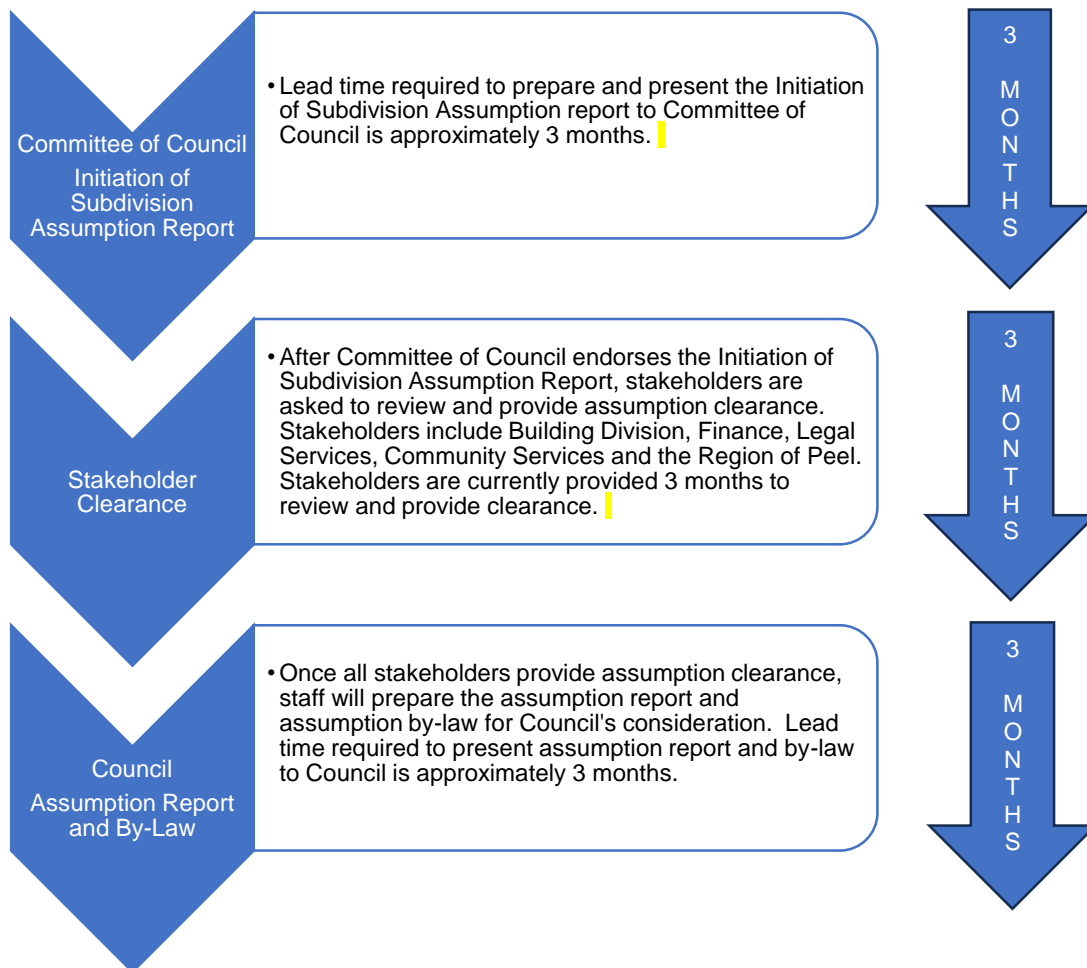 Committee of Council
Initiation of
Subdivision
Assumption Report
• Lead time required to prepare and present the Initiation
of Subdivision Assumption report to Committee of
Council is approximately 3 months.
3
M
O
N
T
H
S
Stakeholder
Clearance
• After Committee of Council endorses the Initiation of
Subdivision Assumption Report, stakeholders are
asked to review and provide assumption clearance.
Stakeholders include Building Division, Finance, Legal
Services, Community Services and the Region of Peel.
Stakeholders are currently provided 3 months to
review and provide clearance.
3
M
O
N
T
H
S
Council
Assumption Report
and By-Law
• Once all stakeholders provide assumption clearance,
staff will prepare the assumption report and
assumption by-law for Council's consideration.  Lead
time required to present assumption report and by-law
to Council is approximately 3 months.
3
M
O
N
T
H
S